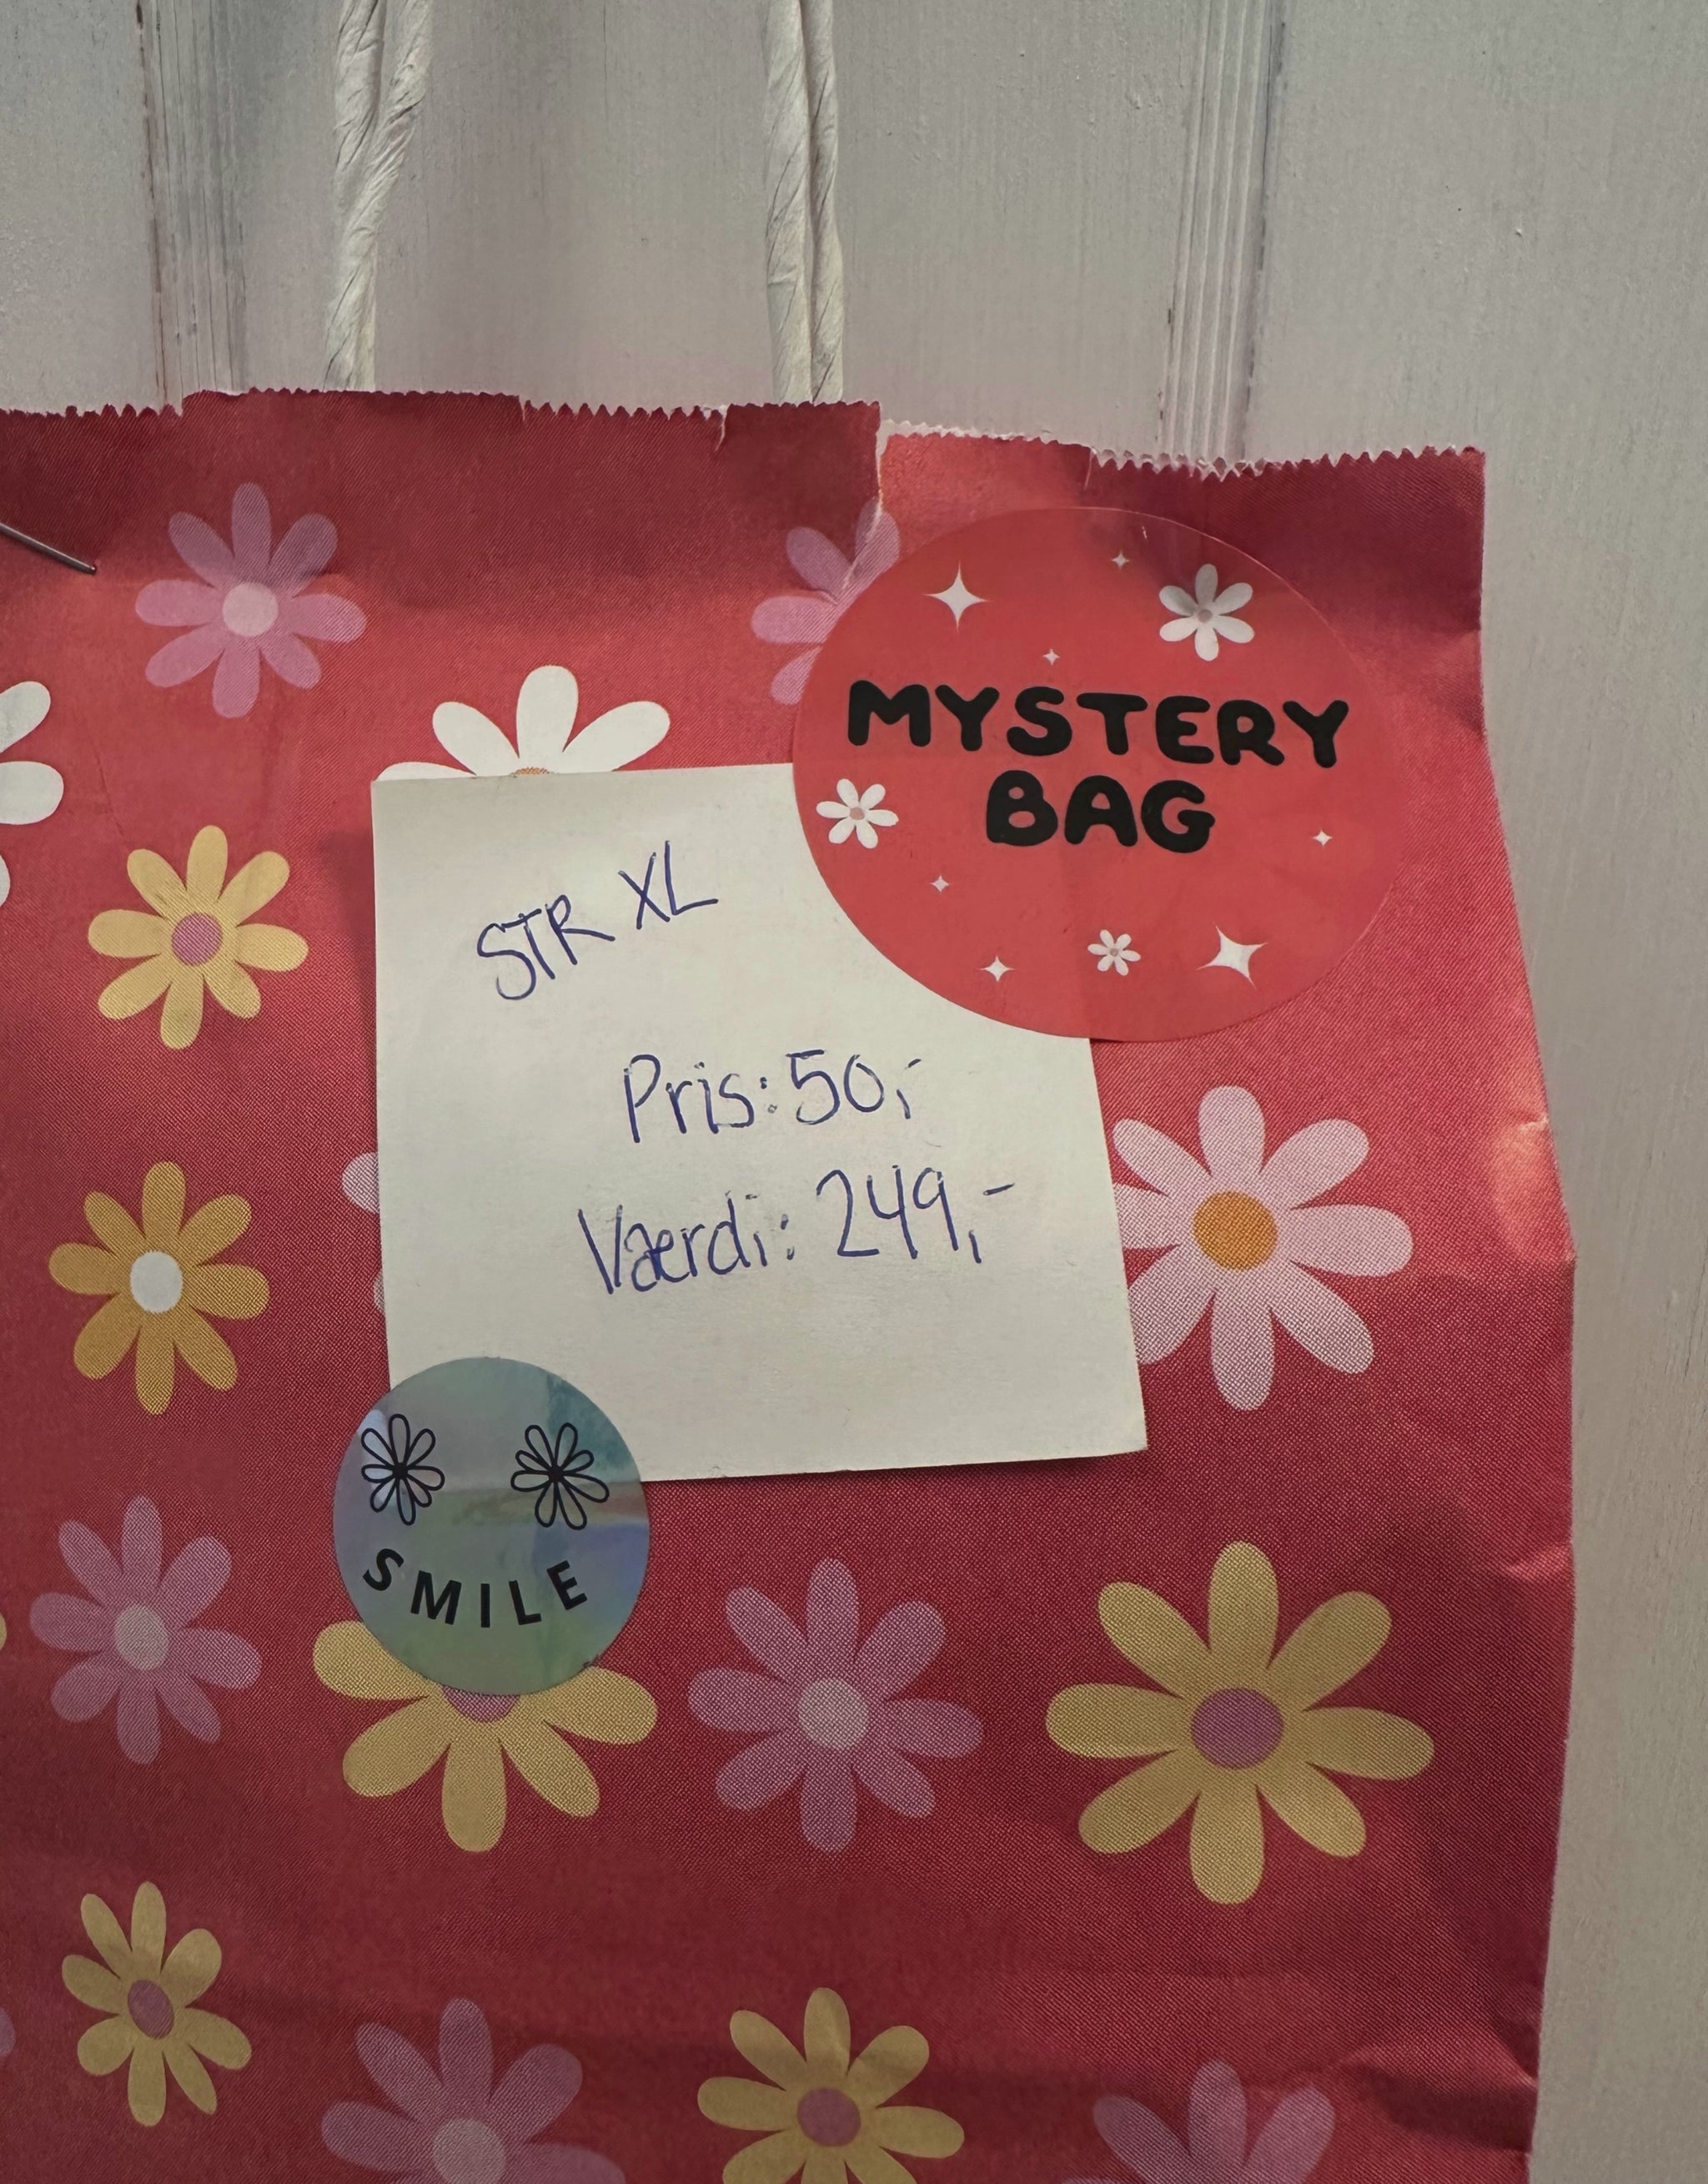 MYSTERY
BAG
STR XL
Pris: 50,-
Værdi: 249,-
SMILE